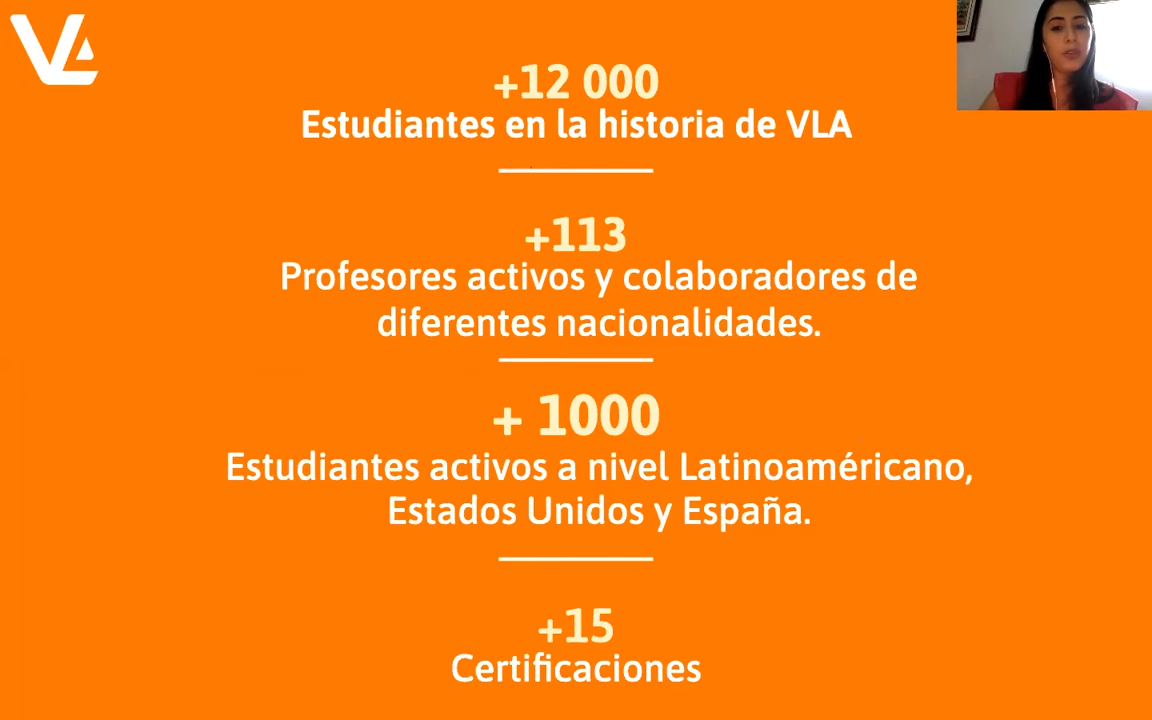 VLA
+12 000
Estudiantes en la historia de VLA
+113
Profesores activos y colaboradores de
diferentes nacionalidades.
+ 1000
Estudiantes activos a nivel Latinoaméricano,
Estados Unidos y España.
+15
Certificaciones